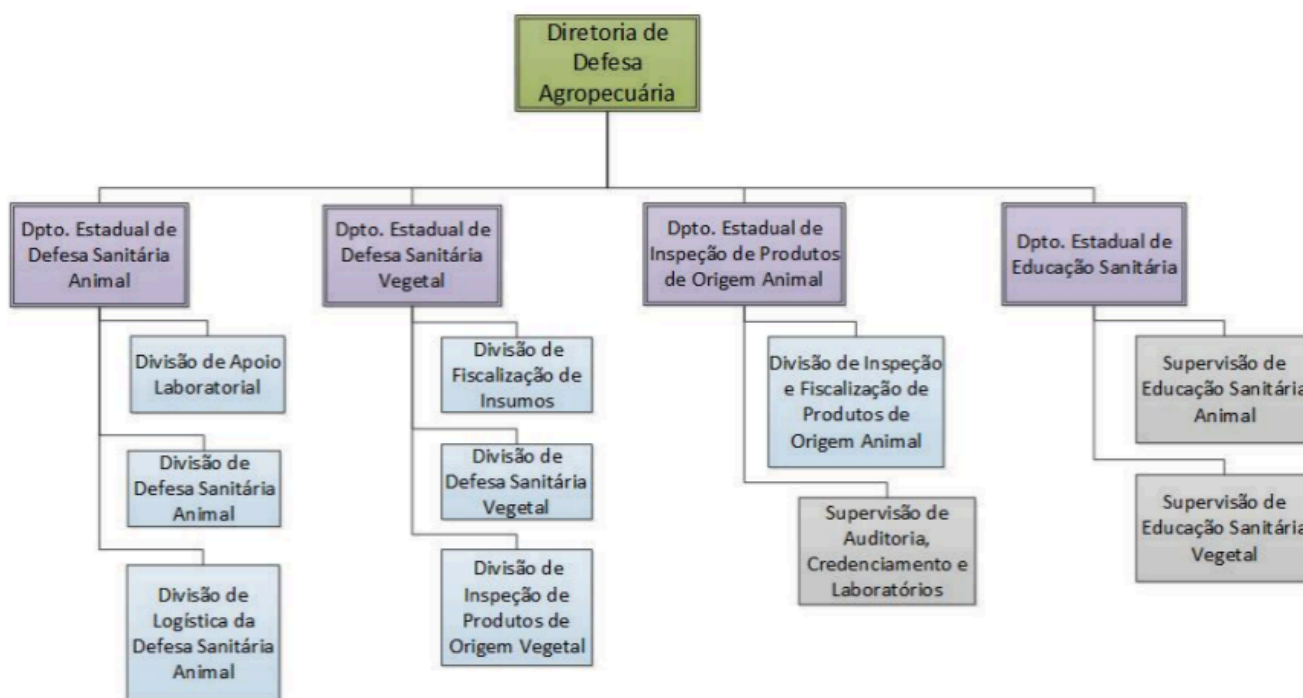 Diretoria de
Defesa
Agropecuária
Dpto. Estadual de
Defesa Sanitária
Animal
Dpto. Estadual de
Defesa Sanitária
Vegetal
Dpto. Estadual de
Inspeção de Produtos
de Origem Animal
Dpto. Estadual de
Educação Sanitária
Divisão de Apoio
Laboratorial
Divisão de
Defesa Sanitária
Animal
Divisão de
Logística da
Defesa Sanitária
Animal
Divisão de
Fiscalização de
Insumos
Divisão de
Defesa Sanitária
Vegetal
Divisão de
Inspeção de
Produtos de
Origem Vegetal
Divisão de Inspeção
e Fiscalização de
Produtos de
Origem Animal
Supervisão de
Auditoria,
Credenciamento e
Laboratórios
Supervisão de
Educação Sanitária
Animal
Supervisão de
Educação Sanitária
Vegetal